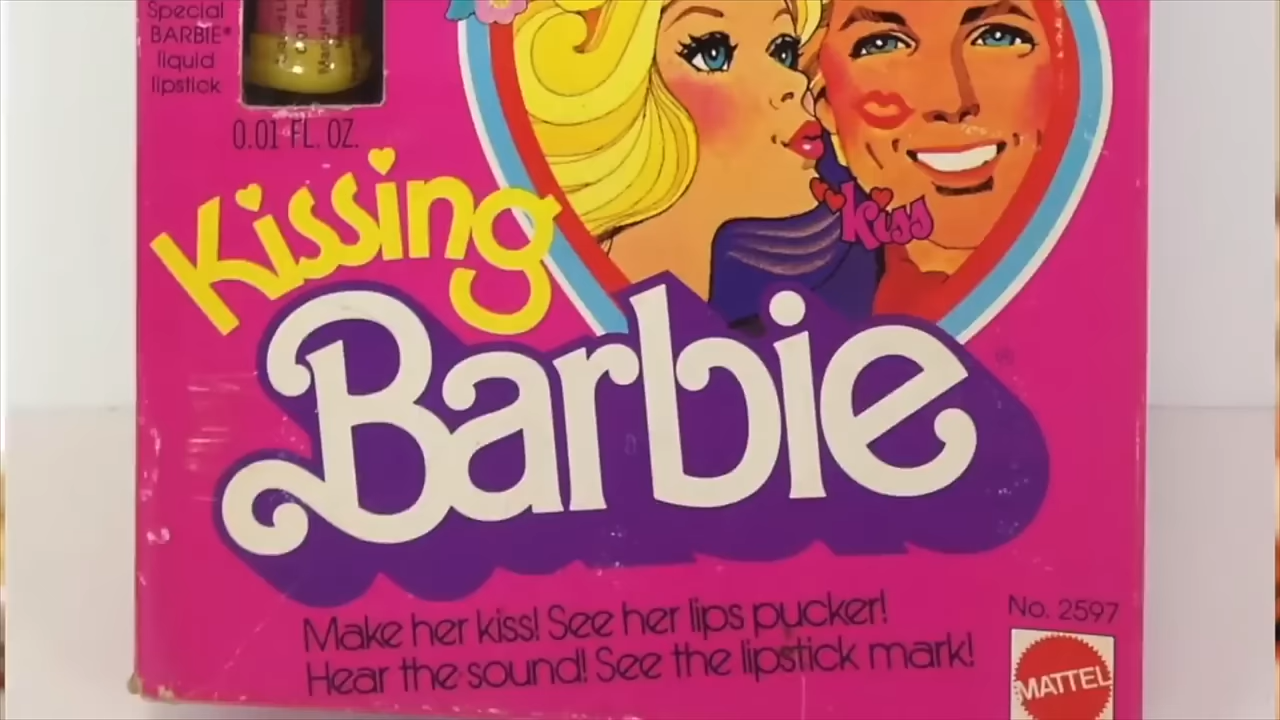 Special
BARBIE®
liquid
lipstick
0.01 FL. OZ.
Kissing
Barbie
kiss
Make her kiss! See her lips pucker!
Hear the sound! See the lipstick mark!
No. 2597
MATTEL